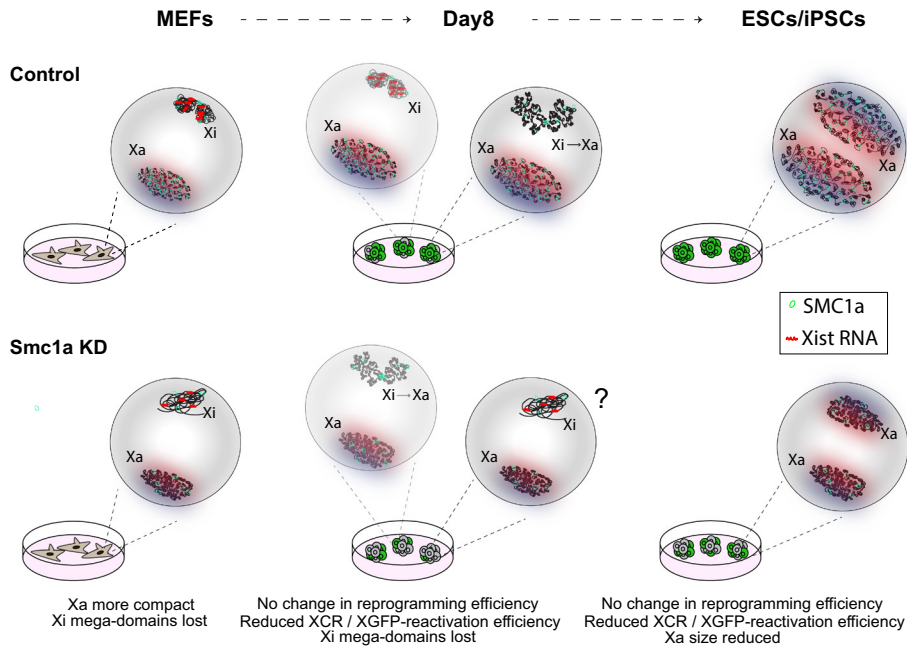 MEFs
Day8
ESCs/iPSCs
Control
Xi
Xa
Xi
Xa
Xi→Xa
Xa
Xa
Xa
SMC1a
Xist RNA
Smc1a KD
Xi
Xa
Xi→Xa
Xa
Xi
?
Xa
Xa
Xa
Xa more compact
Xi mega-domains lost
No change in reprogramming efficiency
Reduced XCR / XGFP-reactivation efficiency
Xi mega-domains lost
No change in reprogramming efficiency
Reduced XCR / XGFP-reactivation efficiency
Xa size reduced